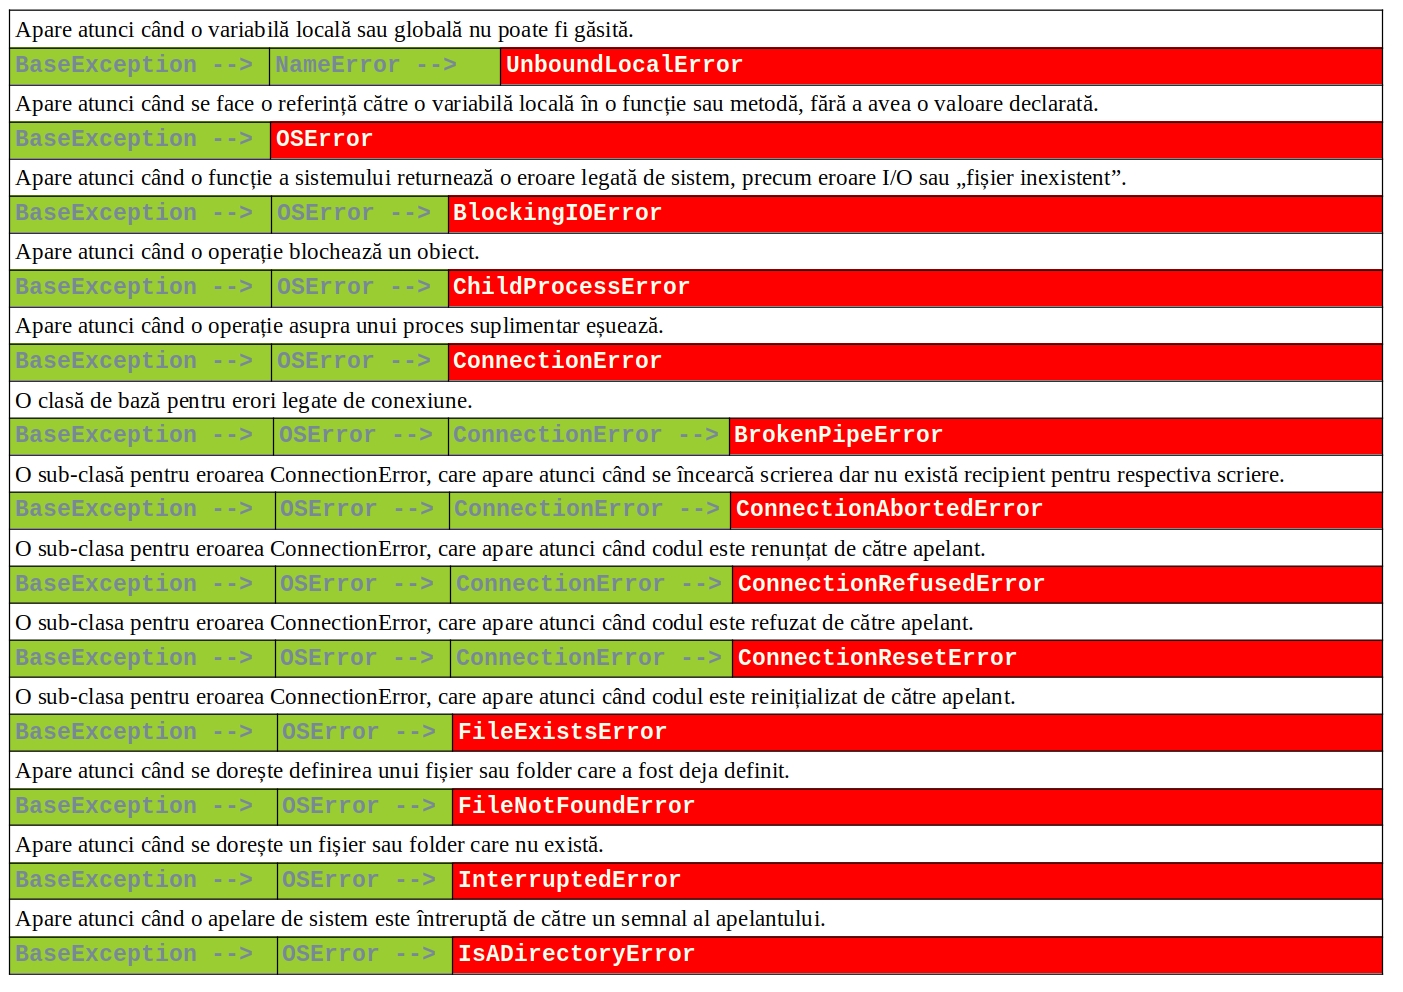 Apare atunci când o variabilă locală sau globală nu poate fi găsită.
BaseException --> NameError --> UnboundLocalError
Apare atunci când se face o referință către o variabilă locală în o funcție sau metodă, fără a avea o valoare declarată.
BaseException --> OSError
Apare atunci când o funcție a sistemului returnează o eroare legată de sistem, precum eroare I/O sau „fișier inexistent”.
BaseException --> OSError --> BlockingIOError
Apare atunci când o operație blochează un obiect.
BaseException --> OSError --> ChildProcessError
Apare atunci când o operație asupra unui proces suplimentar eșuează.
BaseException --> OSError --> ConnectionError
O clasă de bază pentru erori legate de conexiune.
BaseException --> OSError --> ConnectionError --> BrokenPipeError
O sub-clasă pentru eroarea ConnectionError, care apare atunci când se încearcă scrierea dar nu există recipient pentru respectiva scriere.
BaseException --> OSError --> ConnectionError --> ConnectionAbortedError
O sub-clasa pentru eroarea ConnectionError, care apare atunci când codul este renunțat de către apelant.
BaseException --> OSError --> ConnectionError --> ConnectionRefusedError
O sub-clasa pentru eroarea ConnectionError, care apare atunci când codul este refuzat de către apelant.
BaseException --> OSError --> ConnectionError --> ConnectionResetError
O sub-clasa pentru eroarea ConnectionError, care apare atunci când codul este reinițializat de către apelant.
BaseException --> OSError --> FileExistsError
Apare atunci când se dorește definirea unui fișier sau folder care a fost deja definit.
BaseException --> OSError --> FileNotFoundError
Apare atunci când se dorește un fișier sau folder care nu există.
BaseException --> OSError --> InterruptedError
Apare atunci când o apelare de sistem este întreruptă de către un semnal al apelantului.
BaseException --> OSError --> IsADirectoryError